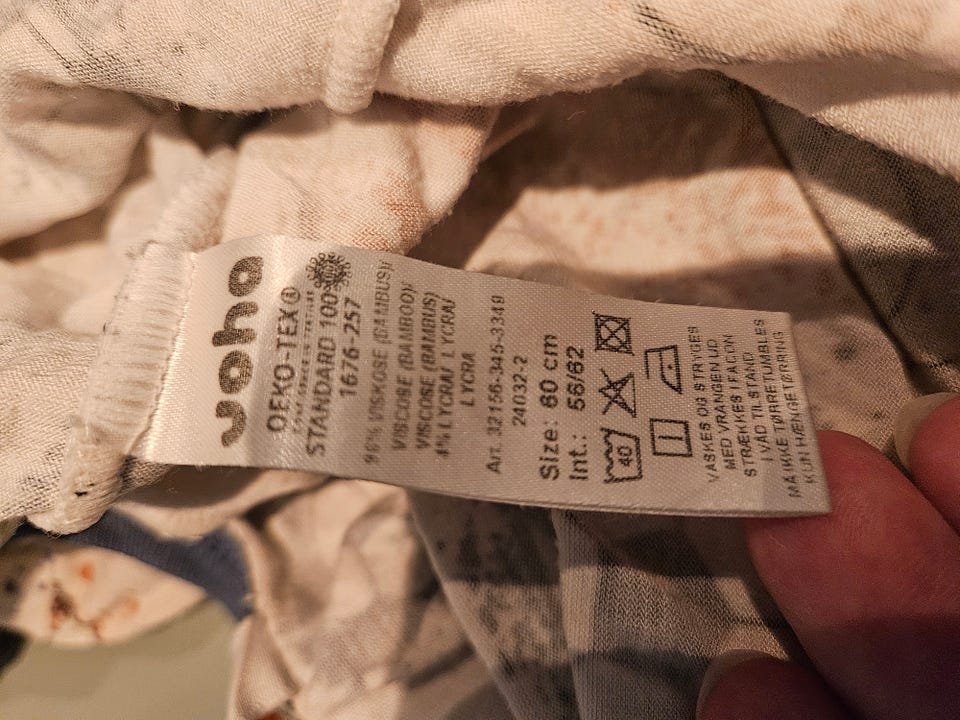 joha
OEKO-TEX®
STANDARD 100
1676-257
96% VISKOSE (BAMBUS)/
VISCOSE (BAMBOO)/
VISCOSE (BAMBUS)
4% LYCRA/ LYCRA/
LYCRA
Art. 32156-345-3349
24032-2
Size: 60 cm
Int.: 56/62
40
VASKES OG STRYGES
MED VRANGEN UD
STRÆKKES I FACON
I VÅD TILSTAND
MÅ IKKE TØRRETUMBLES
KUN HÆNGETØRRING